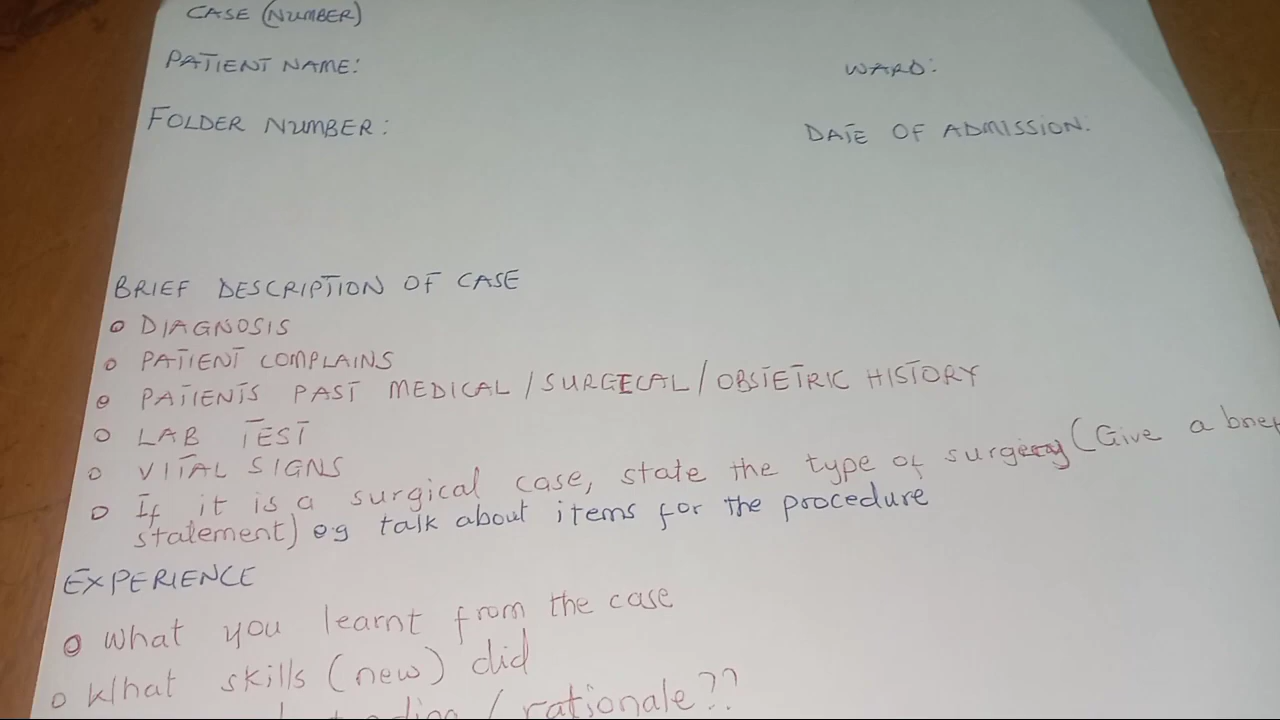 CASE (NUMBER)
PATIENT NAME:
WARD:
FOLDER NUMBER:
DATE OF ADMISSION:
BRIEF DESCRIPTION OF CASE
o DIAGNOSIS
o PATIENT COMPLAINS
o PATIENTS PAST MEDICAL / SURGECAL / OBSTETRIC HISTORY
o LAB TEST
o VITAL SIGNS
o If it is a surgical case, state the type of surgery (Give a brief
statement) eg talk about items for the procedure
EXPERIENCE
o What you learnt from the case
o What skills (new) did
/ rationale??